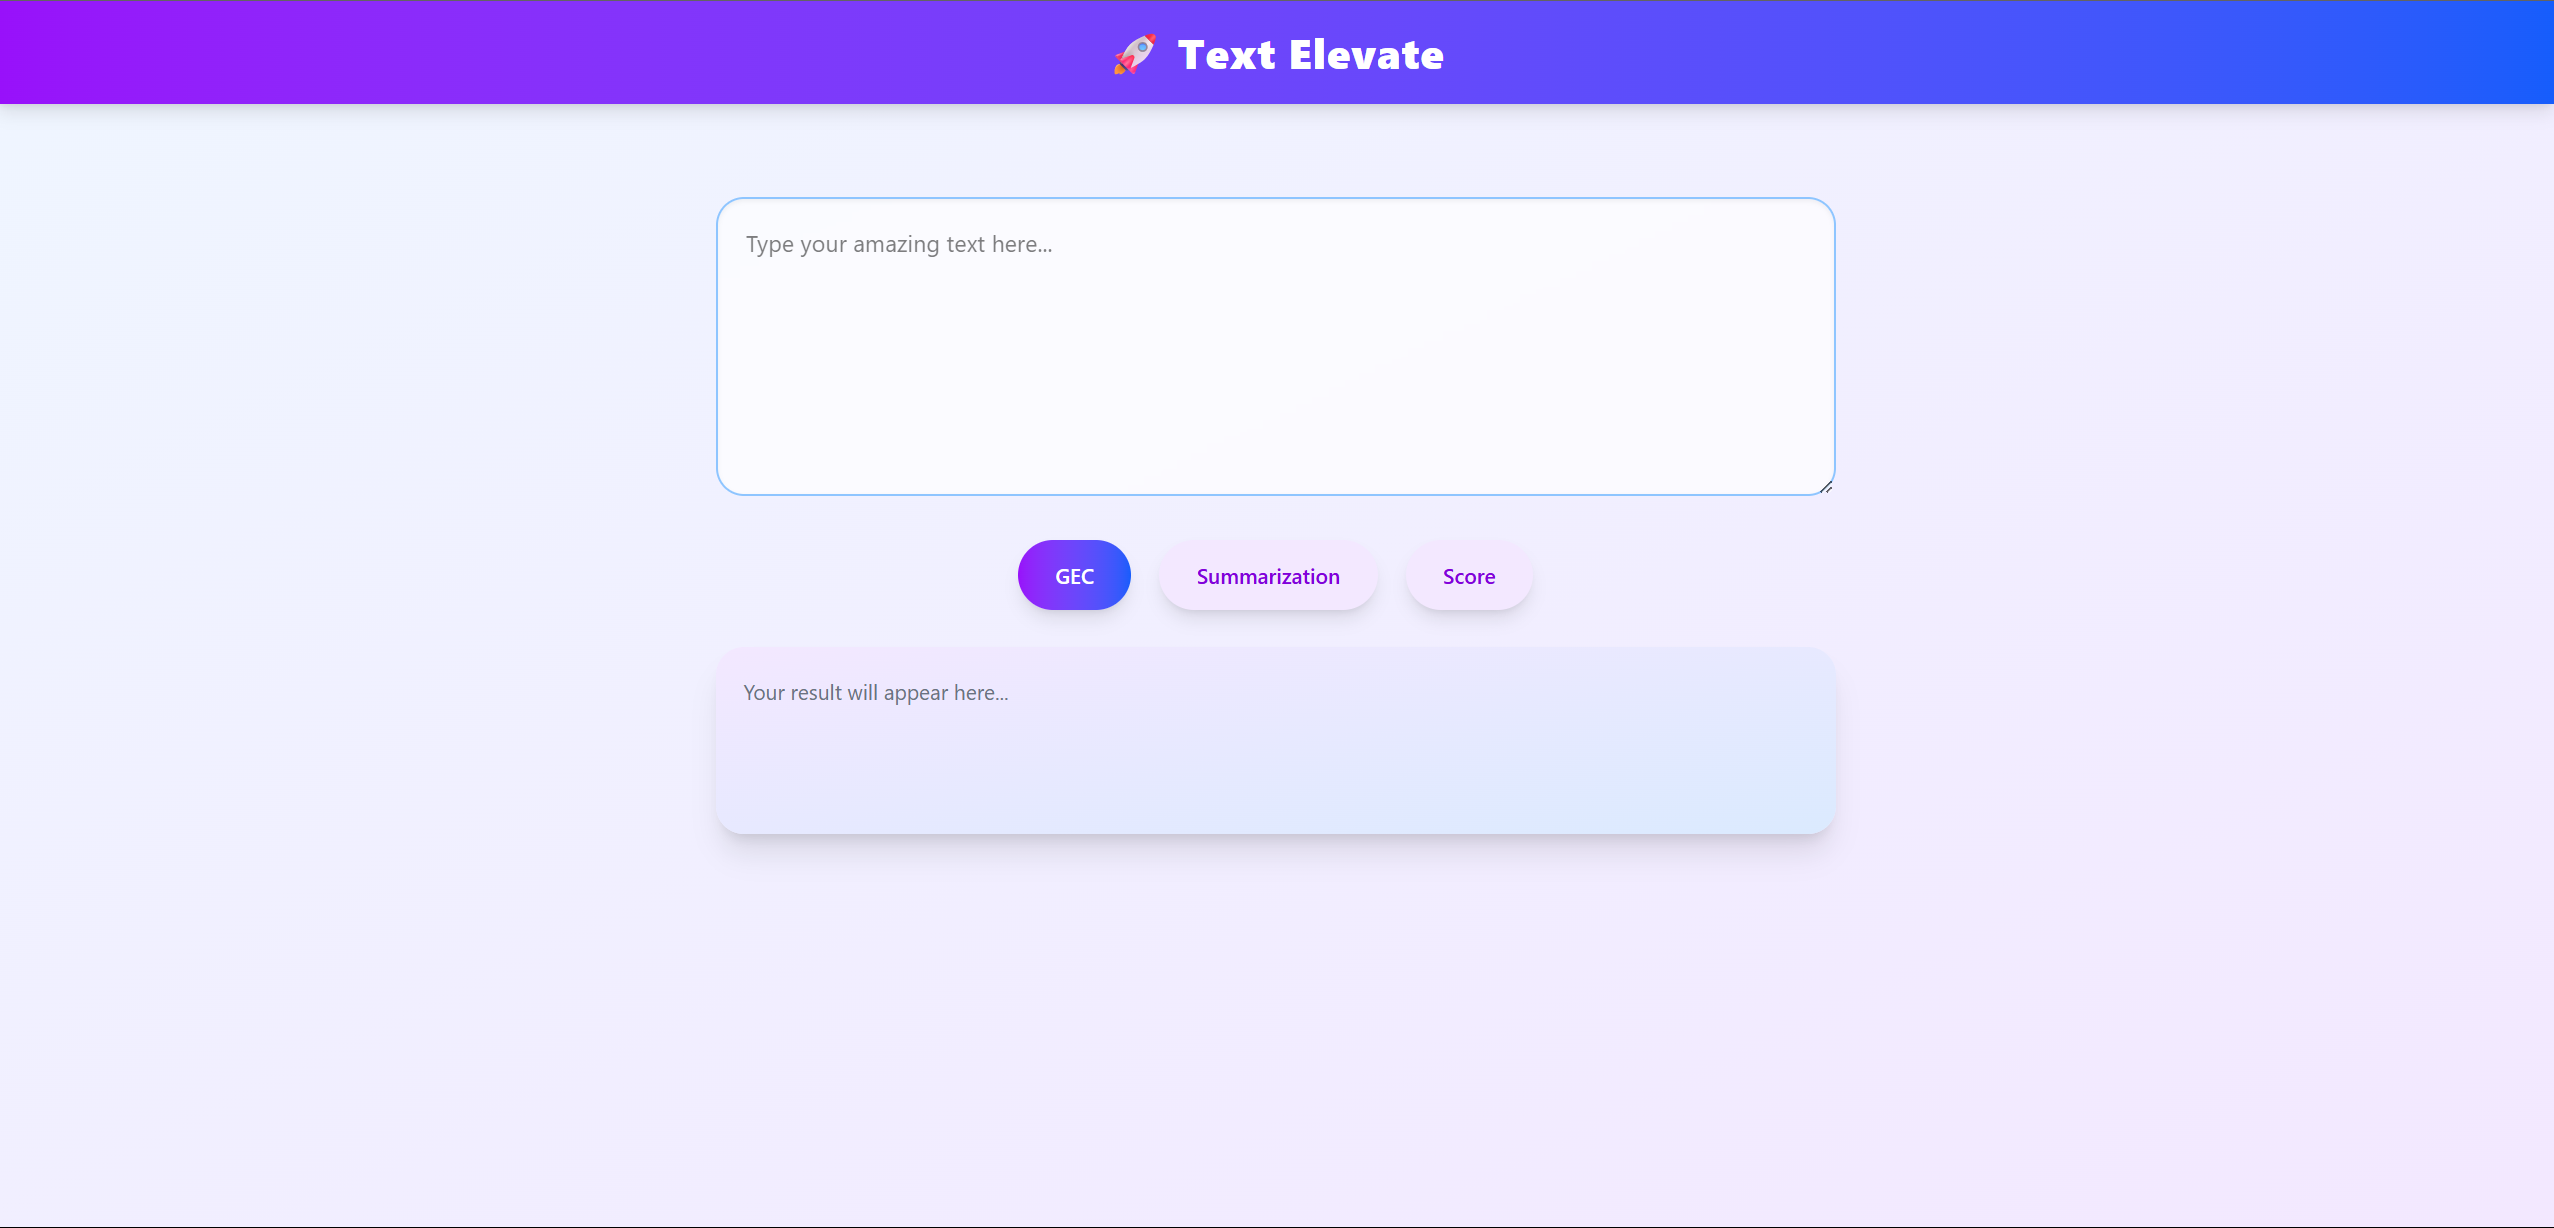 🚀 Text Elevate
Type your amazing text here...
GEC Summarization Score
Your result will appear here...